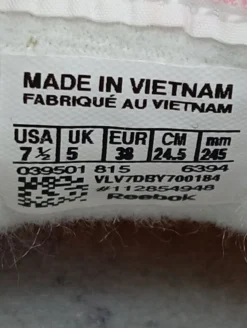 MADE IN VIETNAM
FABRIQUÉ AU VIETNAM
USA UK EUR CM mm
7 ½ 5 38 24.5 245
039501 815 6394
VLV7DBY700184
#112854948
Reebok